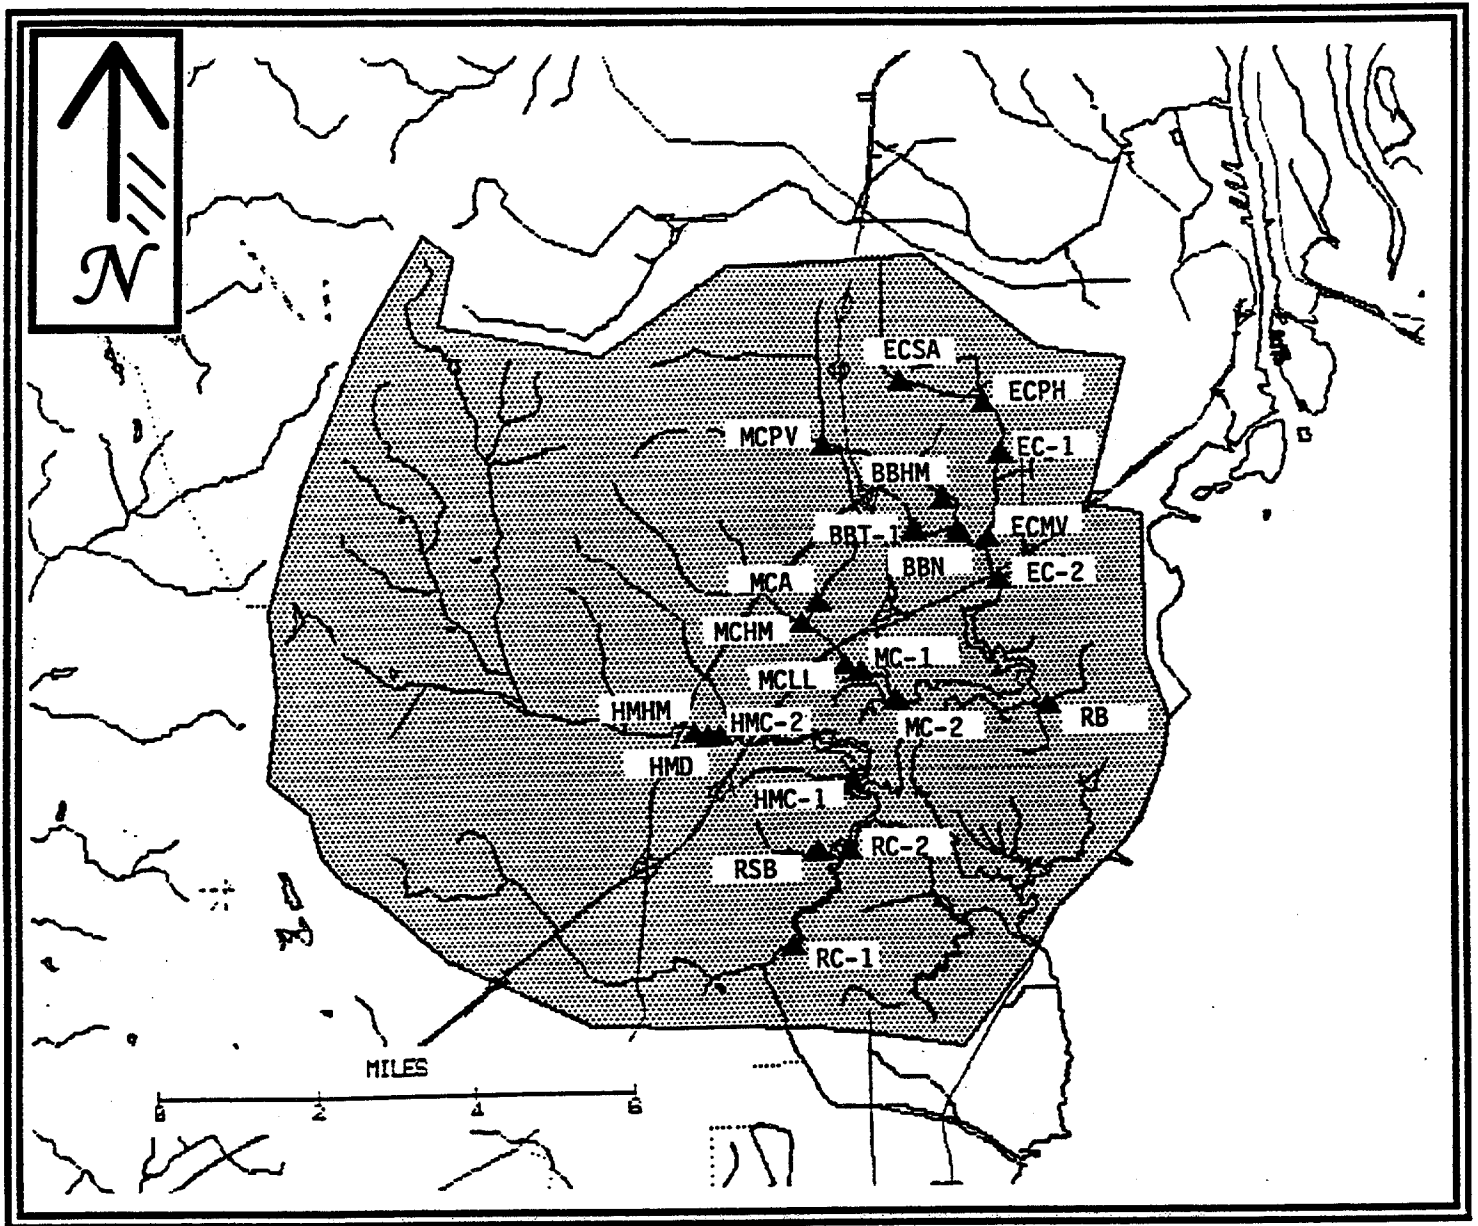 N
ECSA
ECPH
MCPV
EC-1
BBHM
BBT-1
ECMV
BBN
EC-2
MCA
MCHM
MC-1
MCLL
HMHM
HMC-2
MC-2
RB
HMD
HMC-1
RC-2
RSB
RC-1
MILES
0 2 4 6